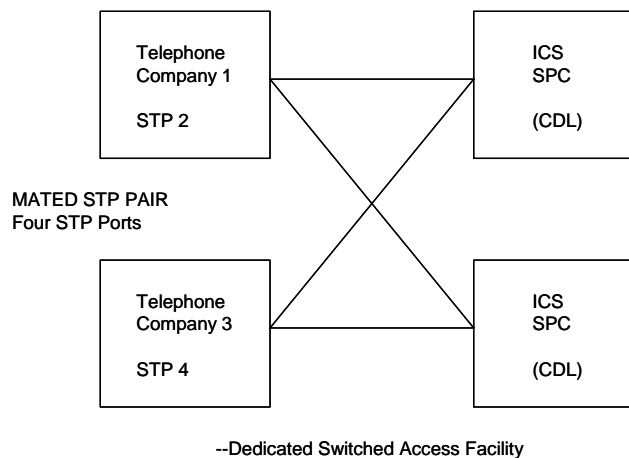 Telephone
Company 1
STP 2
ICS
SPC
(CDL)
MATED STP PAIR
Four STP Ports
Telephone
Company 3
STP 4
ICS
SPC
(CDL)
--Dedicated Switched Access Facility